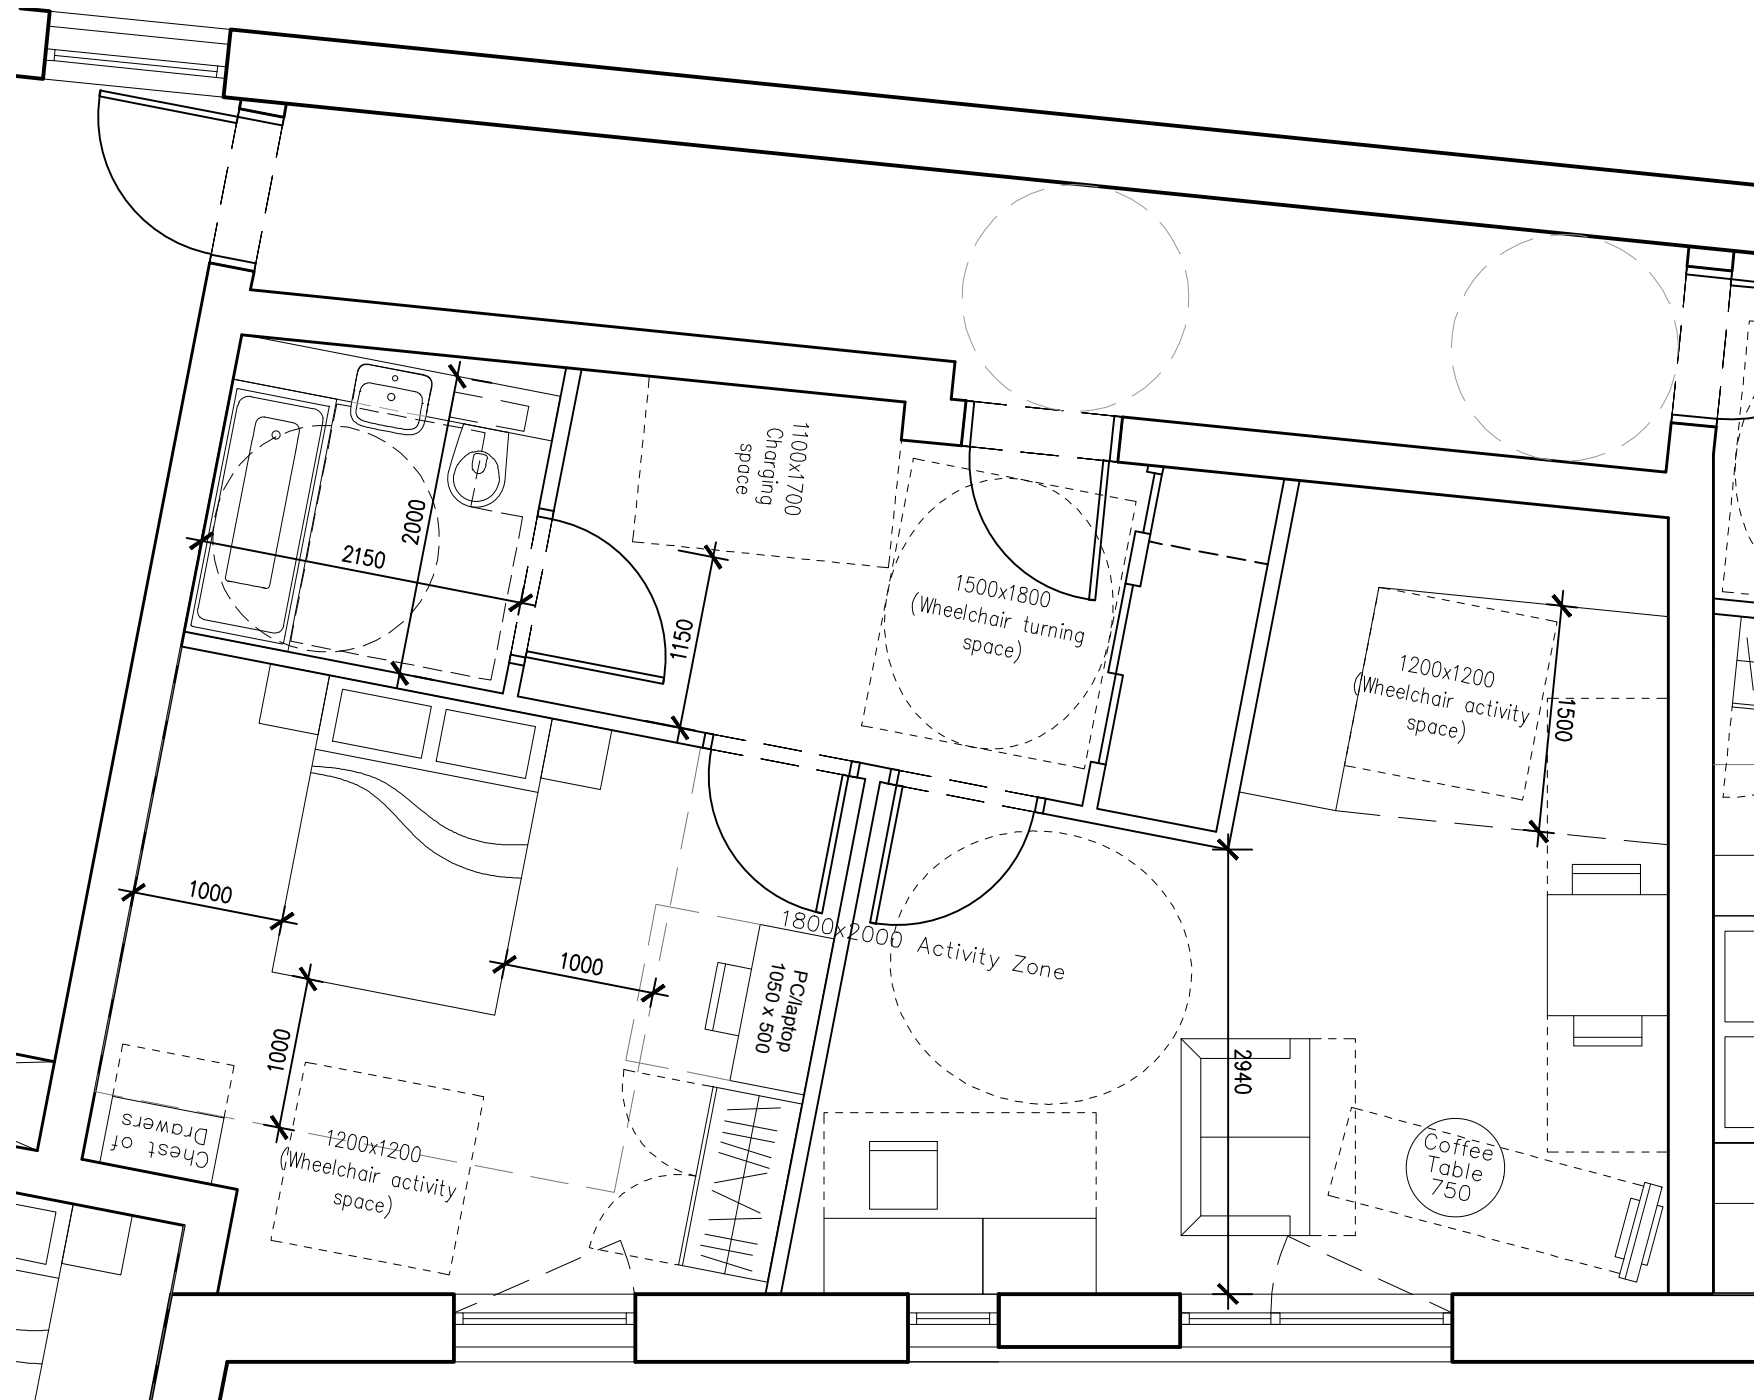 1100x1700
Charging
space
2000
2150
1150
1500x1800
(Wheelchair turning
space)
1200x1200
(Wheelchair activity
space)
1500
1000
1000
1800x2000 Activity Zone
PC/laptop
1050 x 500
1000
2940
Chest of
Drawers
1200x1200
(Wheelchair activity
space)
Coffee
Table
750